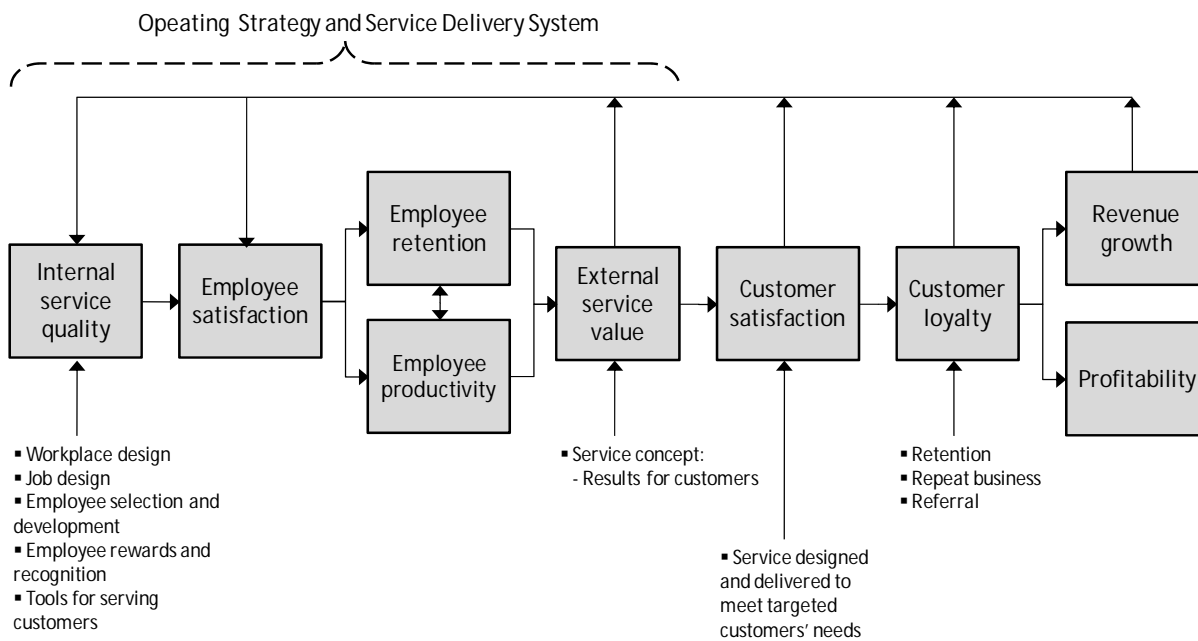 Opeating Strategy and Service Delivery System
Internal
service
quality
Employee
satisfaction
Employee
retention
Employee
productivity
External
service
value
Customer
satisfaction
Customer
loyalty
Revenue
growth
Profitability
▪ Workplace design
▪ Job design
▪ Employee selection and
development
▪ Employee rewards and
recognition
▪ Tools for serving
customers
▪ Service concept:
- Results for customers
▪ Service designed
and delivered to
meet targeted
customers' needs
▪ Retention
▪ Repeat business
▪ Referral